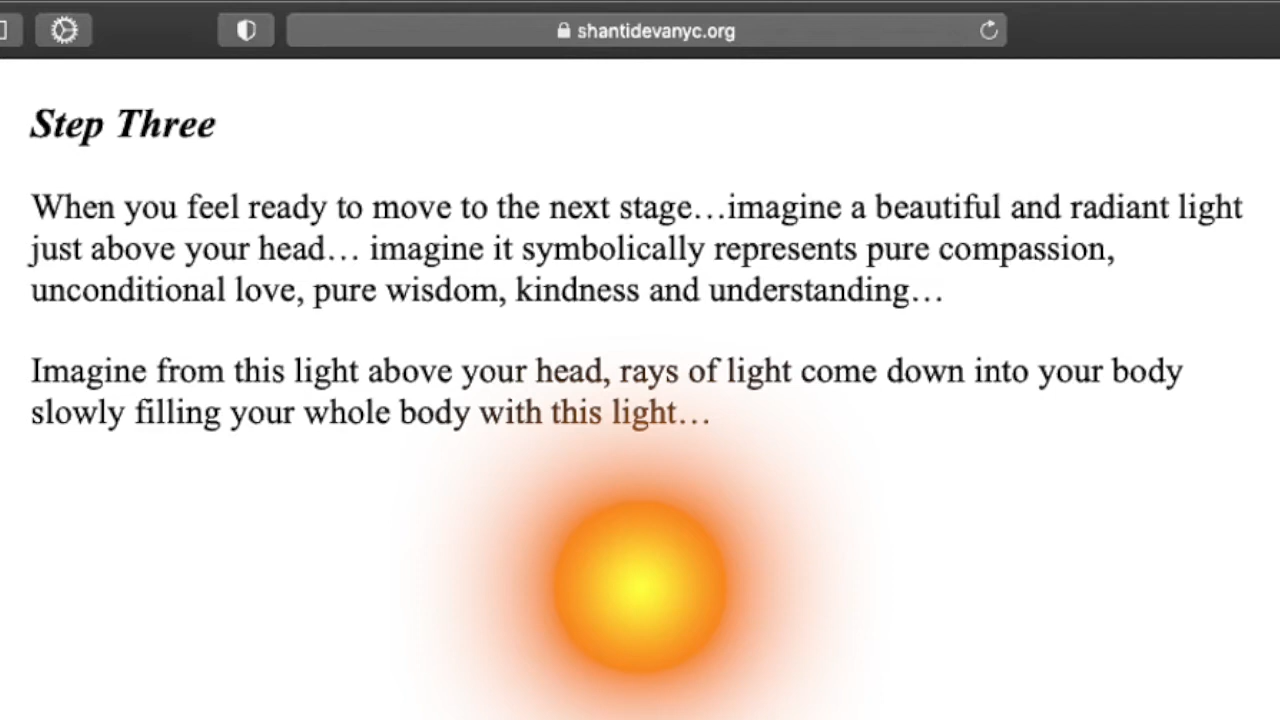 shantidevanyc.org
Step Three
When you feel ready to move to the next stage…imagine a beautiful and radiant light
just above your head… imagine it symbolically represents pure compassion,
unconditional love, pure wisdom, kindness and understanding…
Imagine from this light above your head, rays of light come down into your body
slowly filling your whole body with this light…